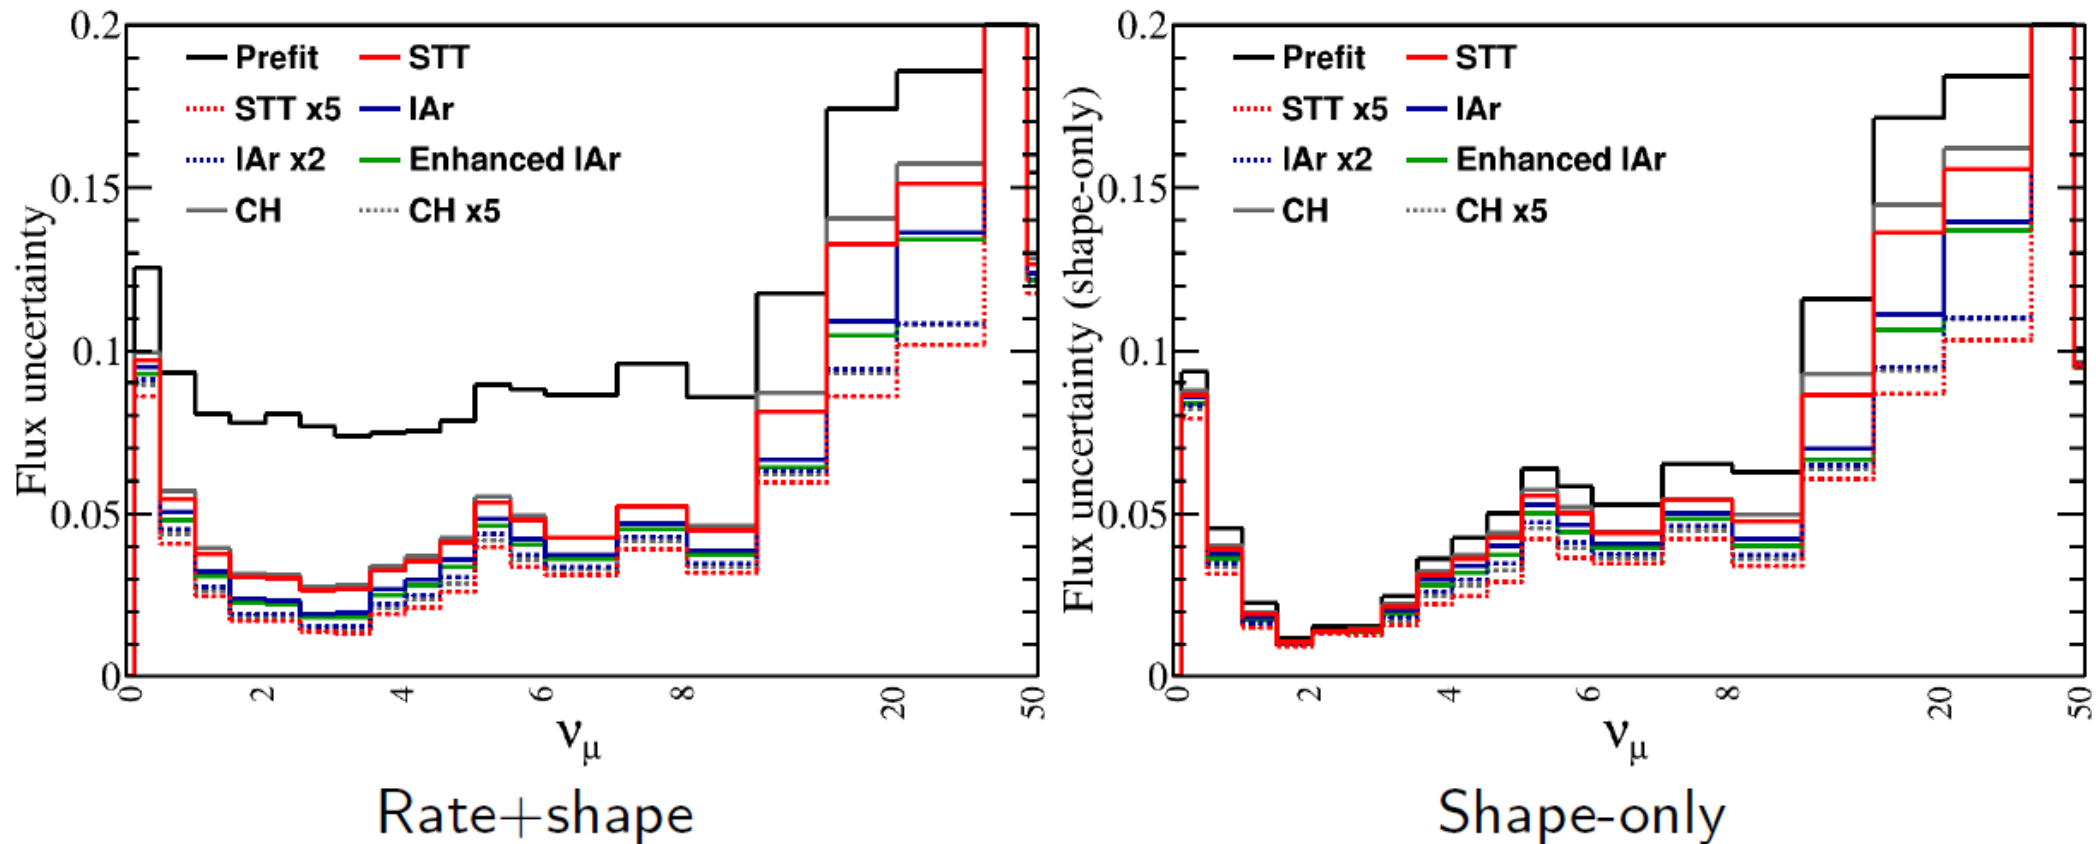 Flux uncertainty
0.2
0.15
0.1
0.05
0
Prefit STT
STT x5 lAr
lAr x2 Enhanced lAr
CH CH x5
0 2 4 6 8 20 50
νμ
Rate+shape
Flux uncertainty (shape-only)
0.2
0.15
0.1
0.05
0
Prefit STT
STT x5 lAr
lAr x2 Enhanced lAr
CH CH x5
0 2 4 6 8 20 50
νμ
Shape-only